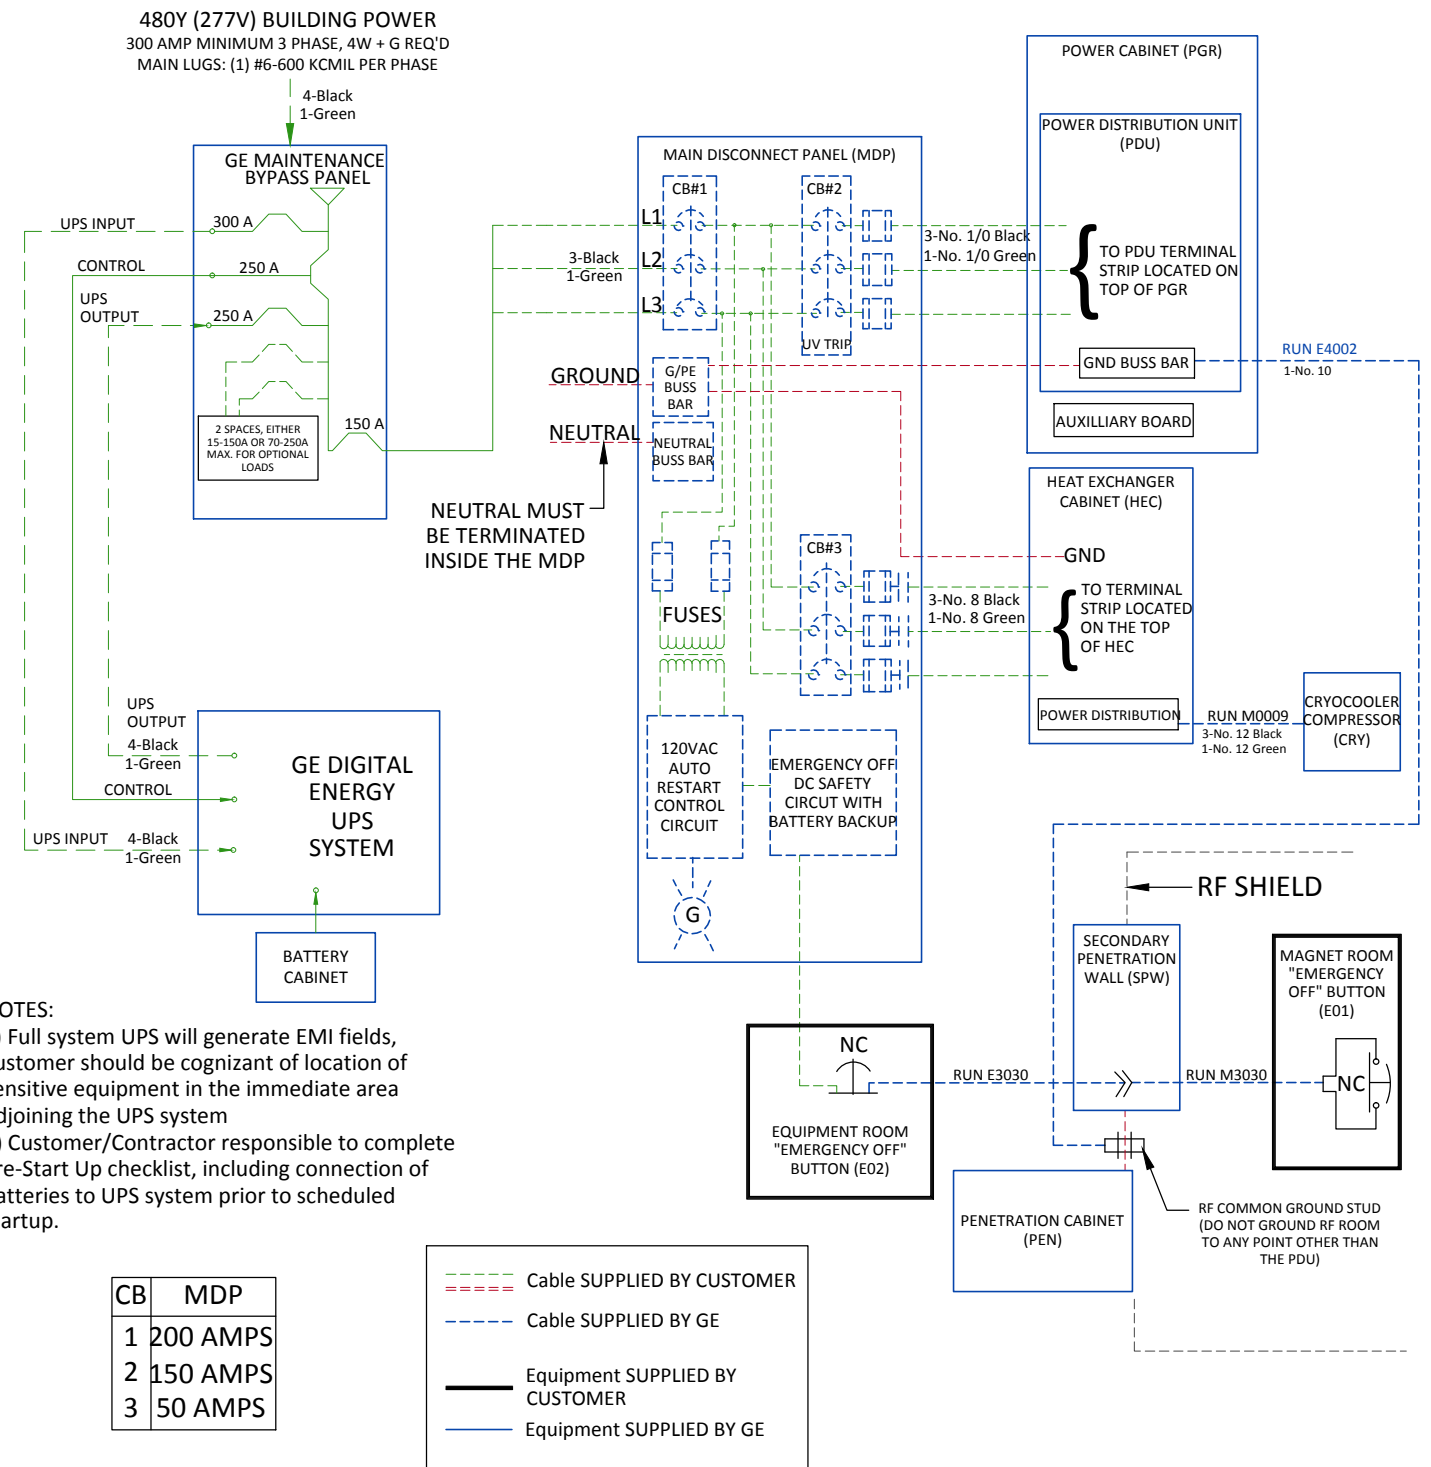 480Y (277V) BUILDING POWER
300 AMP MINIMUM 3 PHASE, 4W + G REQ'D
MAIN LUGS: (1) #6-600 KCMIL PER PHASE
4-Black
1-Green
GE MAINTENANCE
BYPASS PANEL
UPS INPUT
300 A
CONTROL
250 A
UPS
OUTPUT
250 A
2 SPACES, EITHER
15-150A OR 70-250A
MAX. FOR OPTIONAL
LOADS
150 A
3-Black
1-Green
MAIN DISCONNECT PANEL (MDP)
CB#1
CB#2
L1
L2
L3
UV TRIP
GROUND
G/PE
BUSS
BAR
NEUTRAL
NEUTRAL
BUSS BAR
NEUTRAL MUST
BE TERMINATED
INSIDE THE MDP
FUSES
CB#3
120VAC
AUTO
RESTART
CONTROL
CIRCUIT
EMERGENCY OFF
DC SAFETY
CIRCUT WITH
BATTERY BACKUP
G
3-No. 1/0 Black
1-No. 1/0 Green
POWER CABINET (PGR)
POWER DISTRIBUTION UNIT
(PDU)
TO PDU TERMINAL
STRIP LOCATED ON
TOP OF PGR
GND BUSS BAR
AUXILLIARY BOARD
RUN E4002
1-No. 10
HEAT EXCHANGER
CABINET (HEC)
GND
3-No. 8 Black
1-No. 8 Green
TO TERMINAL
STRIP LOCATED
ON THE TOP
OF HEC
POWER DISTRIBUTION
RUN M0009
3-No. 12 Black
1-No. 12 Green
CRYOCOOLER
COMPRESSOR
(CRY)
UPS
OUTPUT
4-Black
1-Green
CONTROL
UPS INPUT
4-Black
1-Green
GE DIGITAL
ENERGY
UPS
SYSTEM
BATTERY
CABINET
RF SHIELD
SECONDARY
PENETRATION
WALL (SPW)
MAGNET ROOM
"EMERGENCY
OFF" BUTTON
(E01)
NC
NC
RUN E3030
RUN M3030
EQUIPMENT ROOM
"EMERGENCY OFF"
BUTTON (E02)
PENETRATION CABINET
(PEN)
RF COMMON GROUND STUD
(DO NOT GROUND RF ROOM
TO ANY POINT OTHER THAN
THE PDU)
OTES:
) Full system UPS will generate EMI fields,
ustomer should be cognizant of location of
ensitive equipment in the immediate area
djoining the UPS system
) Customer/Contractor responsible to complete
re-Start Up checklist, including connection of
atteries to UPS system prior to scheduled
artup.
CB MDP
1 200 AMPS
2 150 AMPS
3 50 AMPS
Cable SUPPLIED BY CUSTOMER
Cable SUPPLIED BY GE
Equipment SUPPLIED BY
CUSTOMER
Equipment SUPPLIED BY GE